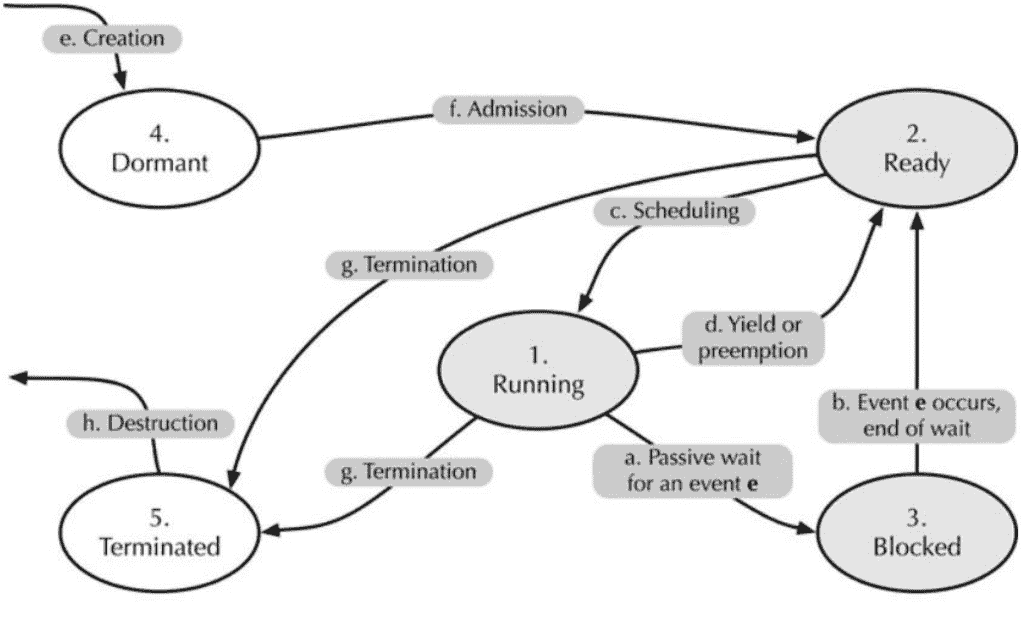 e. Creation
4.
Dormant
f. Admission
2.
Ready
c. Scheduling
g. Termination
d. Yield or
preemption
1.
Running
b. Event e occurs,
end of wait
h. Destruction
g. Termination
a. Passive wait
for an event e
5.
Terminated
3.
Blocked